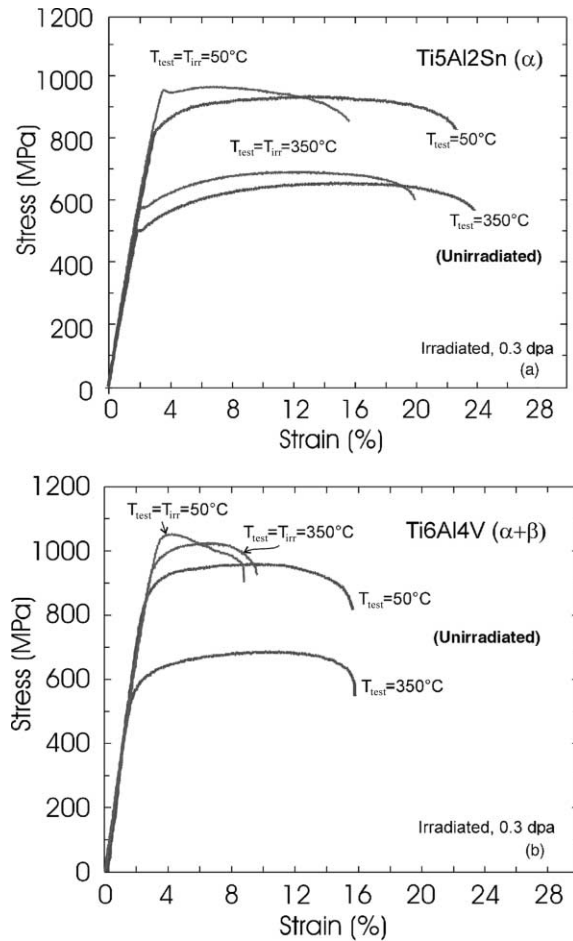 1200
Ti5Al2Sn (α)
Ttest=Tirr=50°C
1000
Ttest=50°C
800
Ttest=Tirr=350°C
Ttest=350°C
600
(Unirradiated)
400
200
Irradiated, 0.3 dpa
(a)
0
Stress (MPa)
0 4 8 12 16 20 24 28
Strain (%)
1200
Ttest=Tirr=50°C
Ttest=Tirr=350°C
Ti6Al4V (α+β)
1000
Ttest=50°C
800
(Unirradiated)
Ttest=350°C
600
400
200
Irradiated, 0.3 dpa
(b)
0
Stress (MPa)
0 4 8 12 16 18 22 24 28
Strain (%)